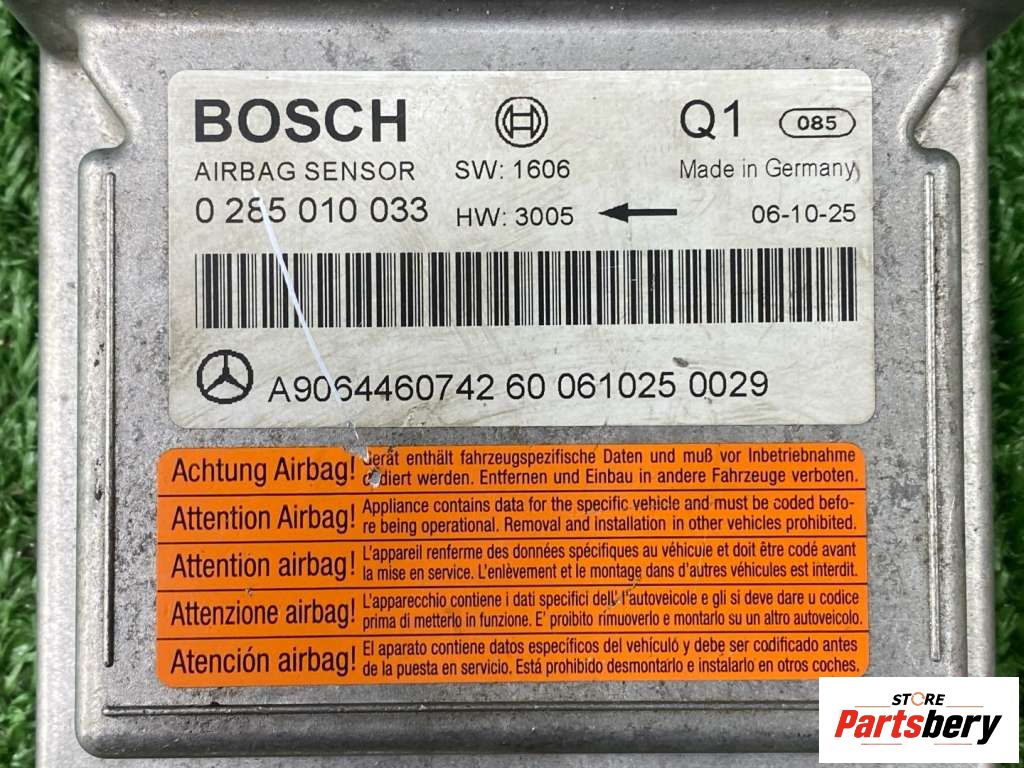 BOSCH Q1 085
AIRBAG SENSOR SW: 1606 Made in Germany
0 285 010 033 HW: 3005 06-10-25
A9064460742 60 061025 0029
Achtung Airbag! Gerät enthält fahrzeugspezifische Daten und muß vor Inbetriebnahme
codiert werden. Entfernen und Einbau in andere Fahrzeuge verboten.
Attention Airbag! Appliance contains data for the specific vehicle and must be coded befo-
re being operational. Removal and installation in other vehicles prohibited.
Attention airbag! L'appareil renferme des données spécifiques au véhicule et doit être codé avant
la mise en service. L'enlèvement et le montage dans d'autres véhicules est interdit.
Attenzione airbag! L'apparecchio contiene i dati specifici dell' l'autoveicole e gli si deve dare u codice
prima di metterlo in funzione. E' proibito rimuoverlo e montarlo su un altro autoveicolo.
Atención airbag! El aparato contiene datos específicos del vehículo y debe ser codificado antes
de la puesta en servicio. Está prohibido desmontarlo e instalarlo en otros coches.
STORE
Partsbery